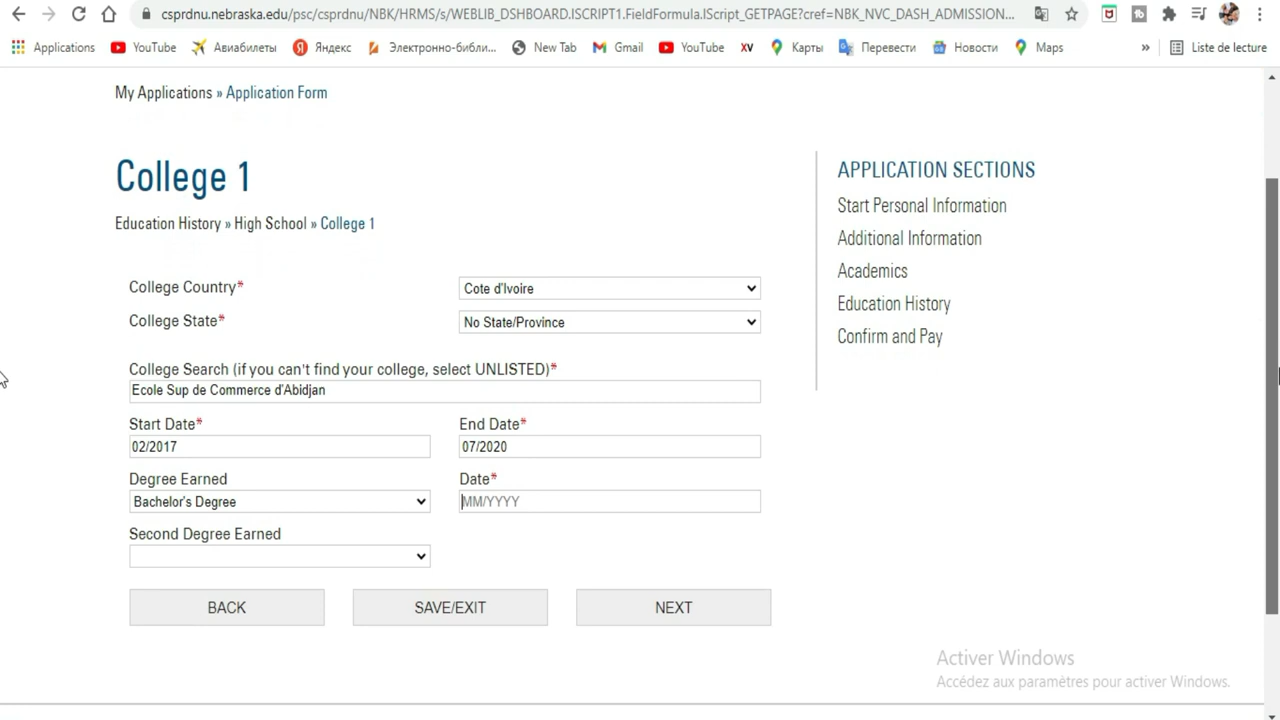 csprdnu.nebraska.edu/psc/csprdnu/NBK/HRMS/s/WEBLIB_DSHBOARD.ISCRIPT1.FieldFormula.IScript_GETPAGE?cref=NBK_NVC_DASH_ADMISSION...
Applications YouTube Авиабилеты Яндекс Электронно-библи... New Tab Gmail YouTube XV Карты Перевести Новости Maps » Liste de lecture
My Applications » Application Form
College 1
Education History » High School » College 1
College Country* Cote d'Ivoire
College State* No State/Province
College Search (if you can't find your college, select UNLISTED)*
Ecole Sup de Commerce d'Abidjan
Start Date* End Date*
02/2017 07/2020
Degree Earned Date*
Bachelor's Degree MM/YYYY
Second Degree Earned
BACK SAVE/EXIT NEXT
APPLICATION SECTIONS
Start Personal Information
Additional Information
Academics
Education History
Confirm and Pay
Activer Windows
Accédez aux paramètres pour activer Windows.